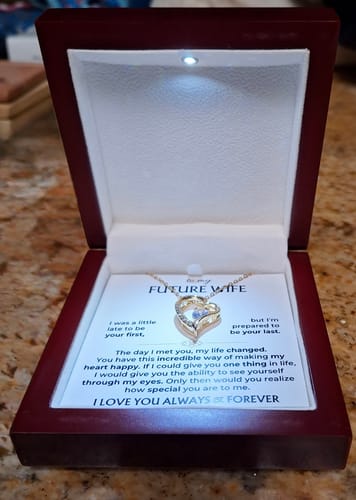 to my
FUTURE WIFE
I was a little
late to be
your first,
but I'm
prepared to
be your last.
The day I met you, my life changed.
You have this incredible way of making my
heart happy. If I could give you one thing in life,
I would give you the ability to see yourself
through my eyes. Only then would you realize
how special you are to me.
I LOVE YOU ALWAYS & FOREVER